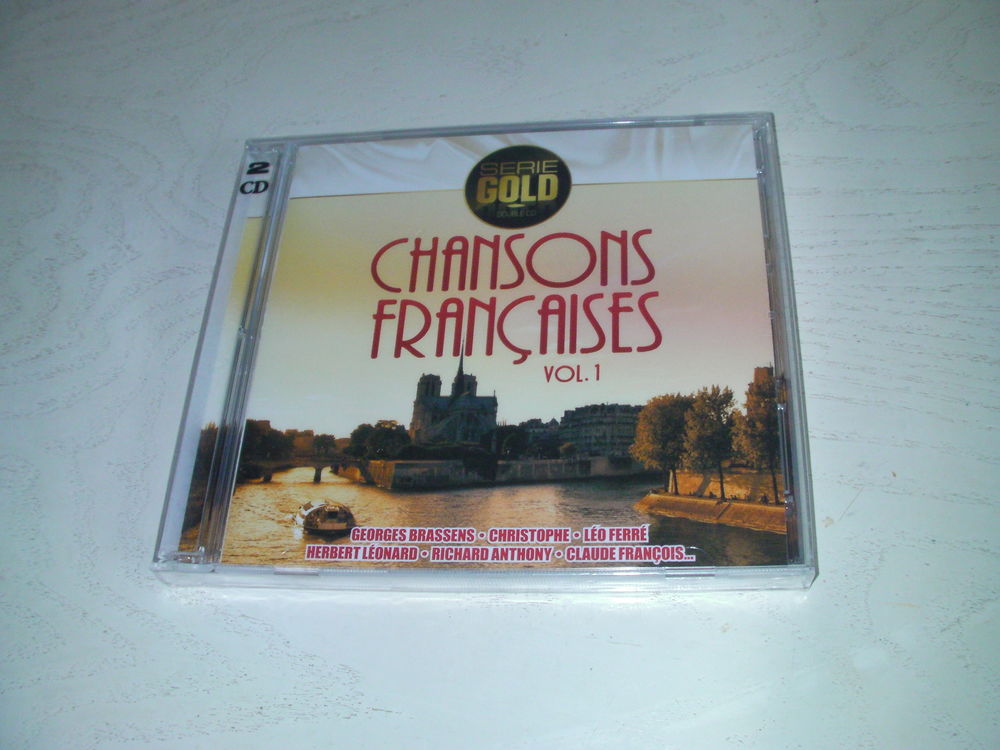 2
CD
SERIE
GOLD
DOUBLE CD
CHANSONS
FRANÇAISES
VOL. 1
GEORGES BRASSENS • CHRISTOPHE • LÉO FERRÉ
HERBERT LÉONARD • RICHARD ANTHONY • CLAUDE FRANÇOIS...